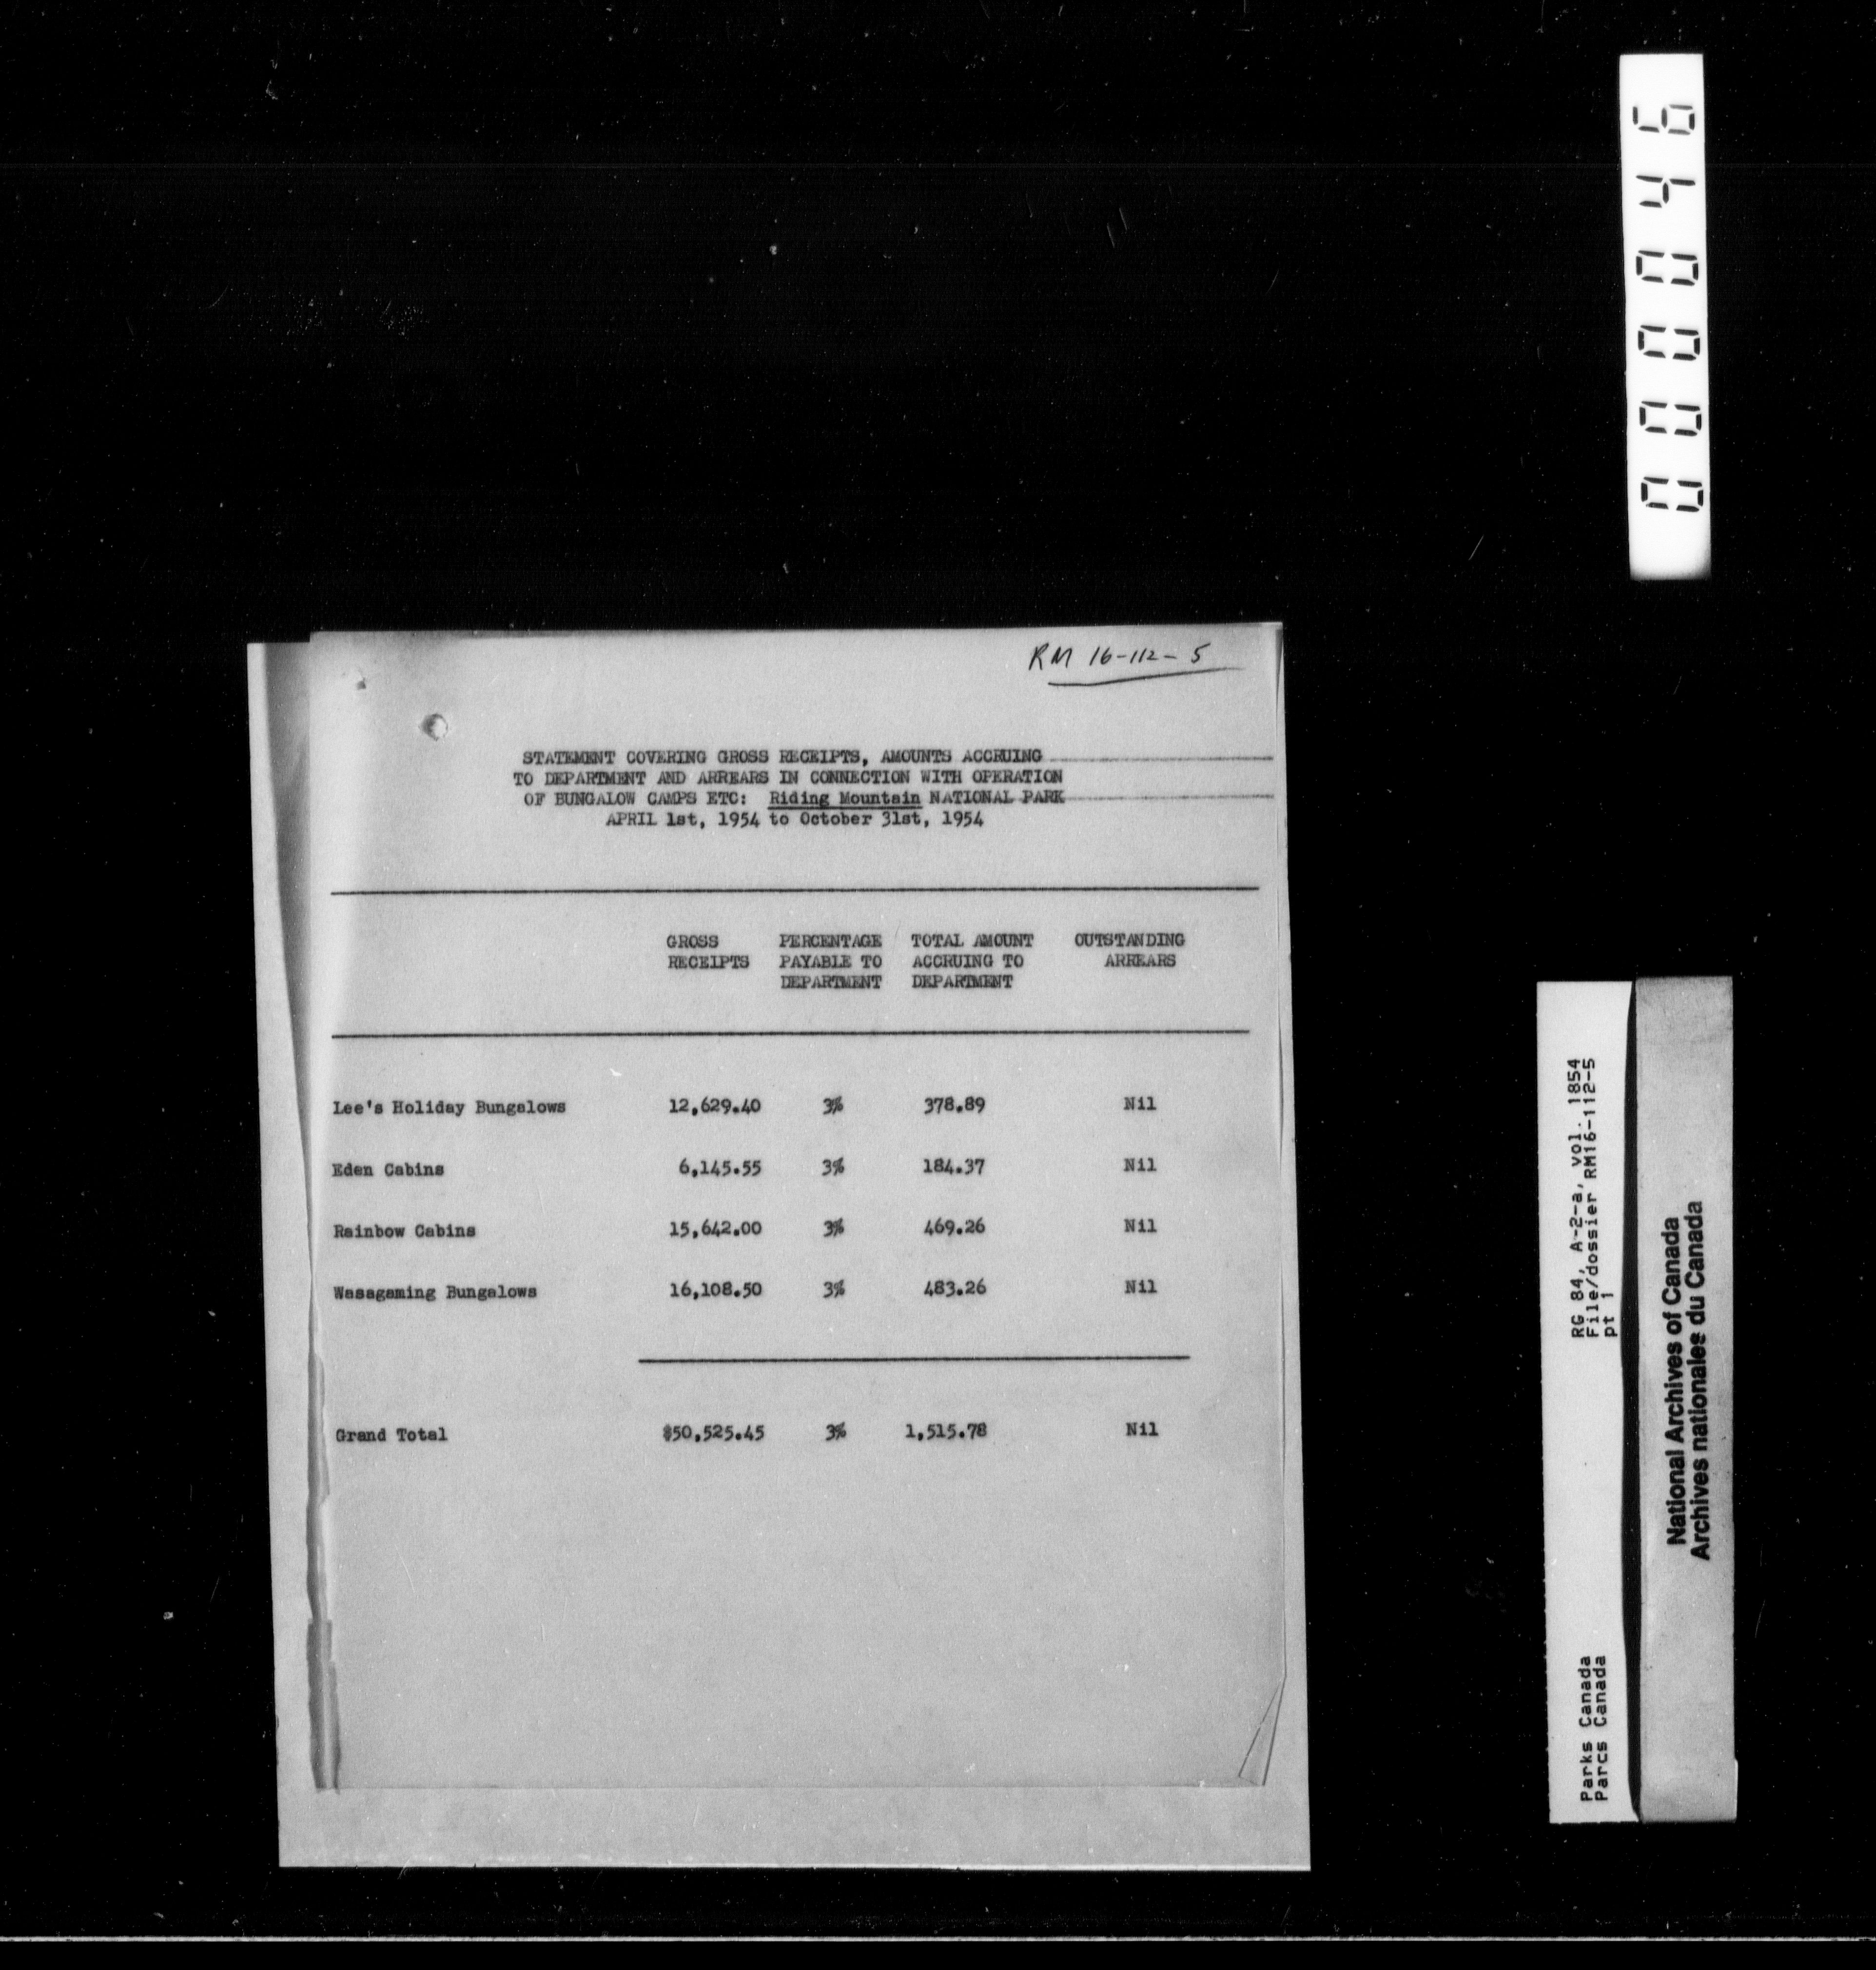 RM 16-112-5
STATEMENT COVERING GROSS RECEIPTS, AMOUNTS ACCRUING
TO DEPARTMENT AND ARREARS IN CONNECTION WITH OPERATION
OF BUNGALOW CAMPS ETC: Riding Mountain NATIONAL PARK
APRIL 1st, 1954 to October 31st, 1954
GROSS PERCENTAGE TOTAL AMOUNT OUTSTANDING
RECEIPTS PAYABLE TO ACCRUING TO ARREARS
DEPARTMENT DEPARTMENT
Lee's Holiday Bungalows 12,629.40 3% 378.89 Nil
Eden Cabins 6,145.55 3% 184.37 Nil
Rainbow Cabins 15,642.00 3% 469.26 Nil
Wasagaming Bungalows 16,108.50 3% 483.26 Nil
Grand Total $50,525.45 3% 1,515.78 Nil
000046
RG 84, A-2-a, vol. 1854
File/dossier RM16-112-5
pt 1
Parks Canada
Parcs Canada
National Archives of Canada
Archives nationales du Canada